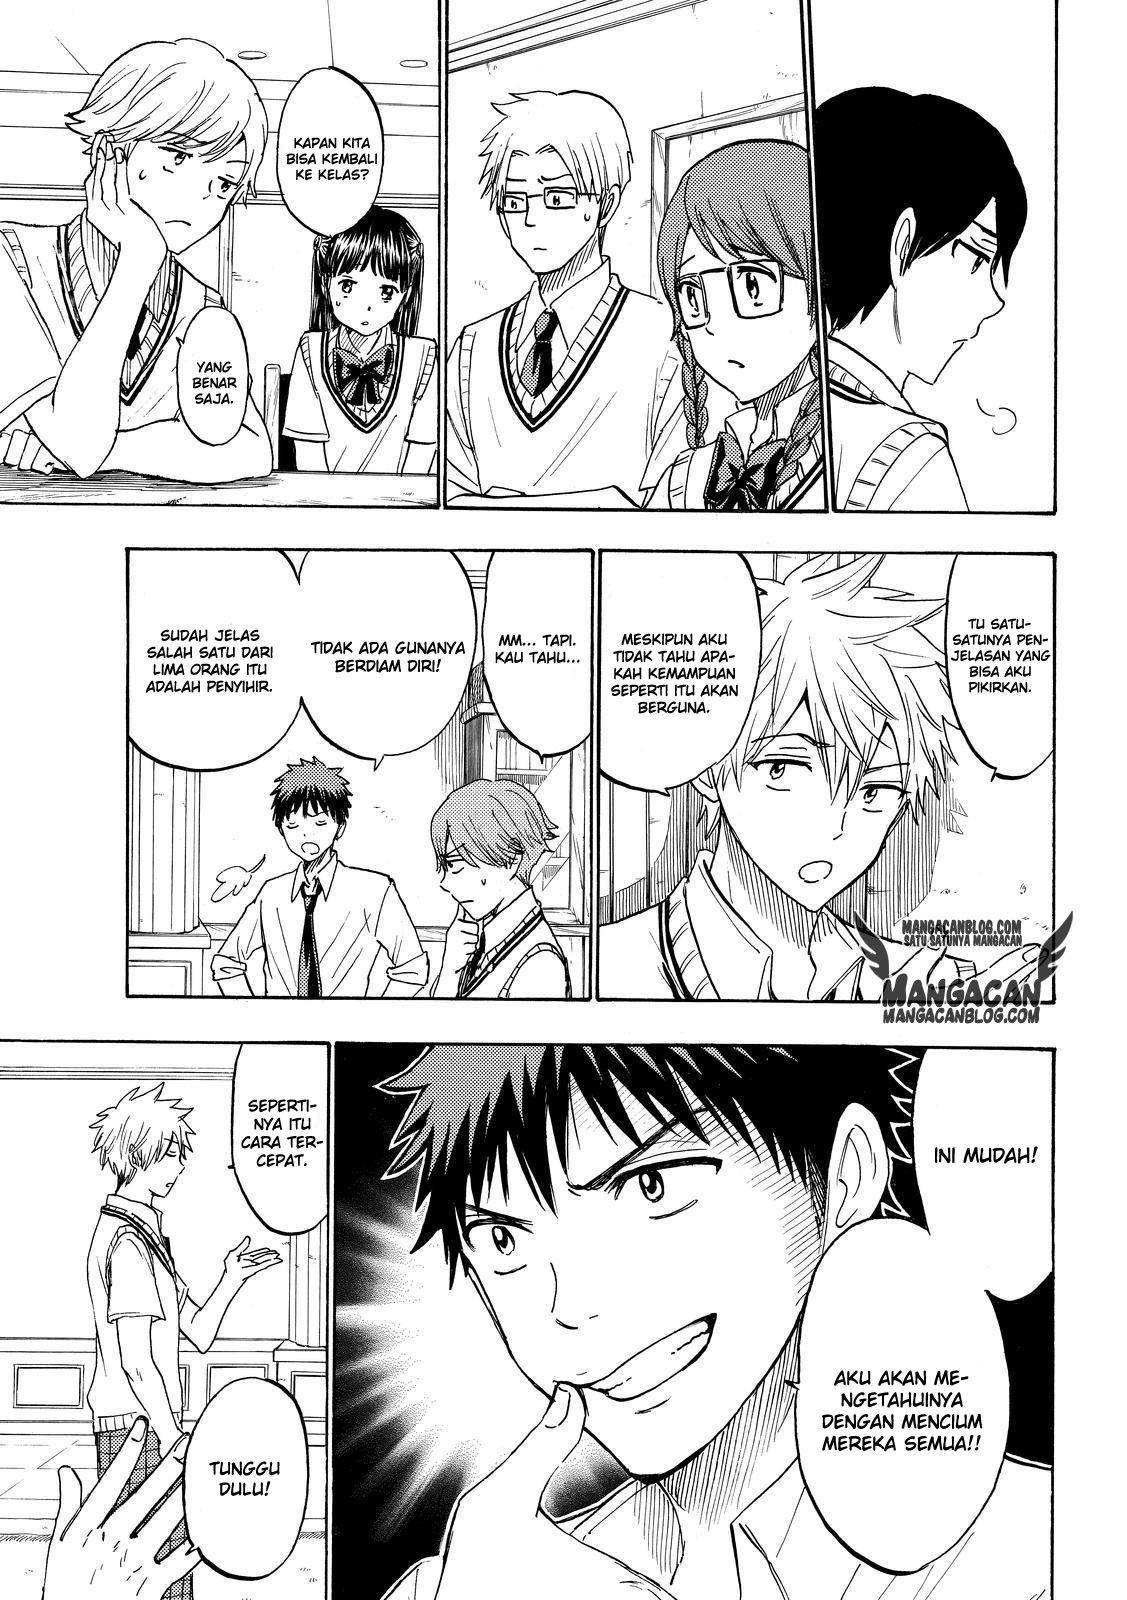 KAPAN KITA
BISA KEMBALI
KE KELAS?
YANG
BENAR
SAJA.
TU SATU-
SATUNYA PEN-
JELASAN YANG
BISA AKU
PIKIRKAN.
MESKIPUN AKU
TIDAK TAHU APA-
KAH KEMAMPUAN
SEPERTI ITU AKAN
BERGUNA.
MM... TAPI.
KAU TAHU...
TIDAK ADA GUNANYA
BERDIAM DIRI!
SUDAH JELAS
SALAH SATU DARI
LIMA ORANG ITU
ADALAH PENYIHIR.
MANGACANBLOG.COM
SATU SATUNYA MANGACAN
MANGACAN
MANGACANBLOG.COM
INI MUDAH!
AKU AKAN ME-
NGETAHUINYA
DENGAN MENCIUM
MEREKA SEMUA!!
SEPERTI-
NYA ITU
CARA TER-
CEPAT.
TUNGGU
DULU!